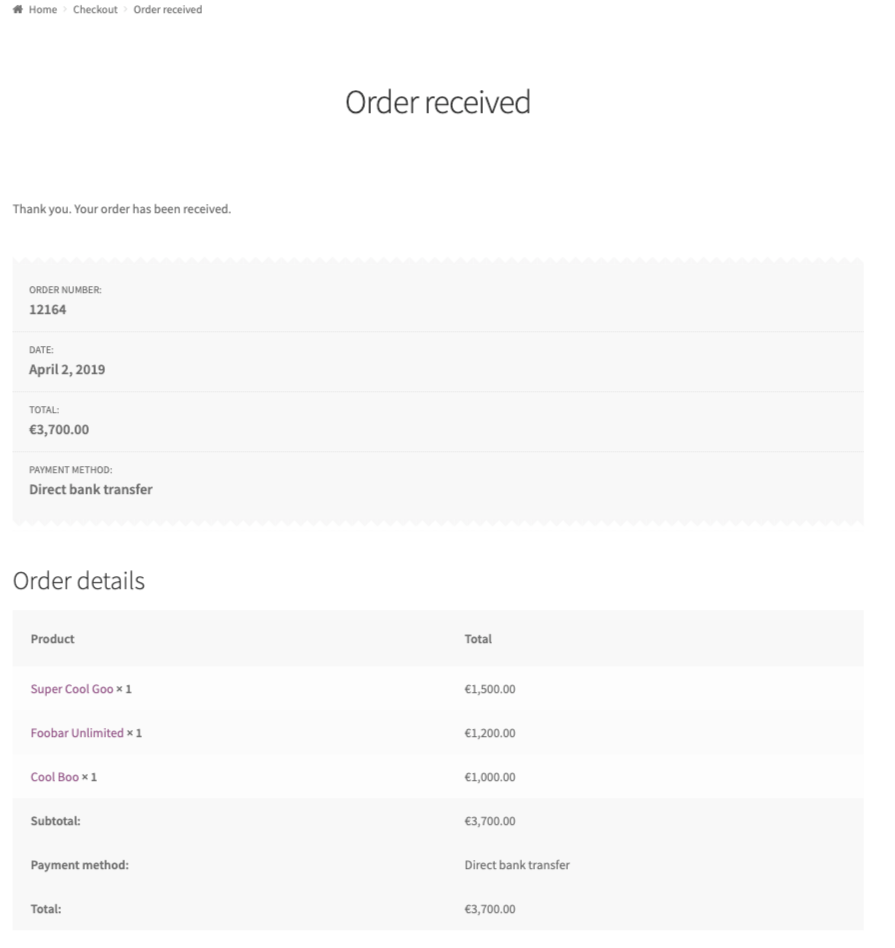 Home › Checkout › Order received
Order received
Thank you. Your order has been received.
ORDER NUMBER:
12164
DATE:
April 2, 2019
TOTAL:
€3,700.00
PAYMENT METHOD:
Direct bank transfer
Order details
Product Total
Super Cool Goo × 1 €1,500.00
Foobar Unlimited × 1 €1,200.00
Cool Boo × 1 €1,000.00
Subtotal: €3,700.00
Payment method: Direct bank transfer
Total: €3,700.00